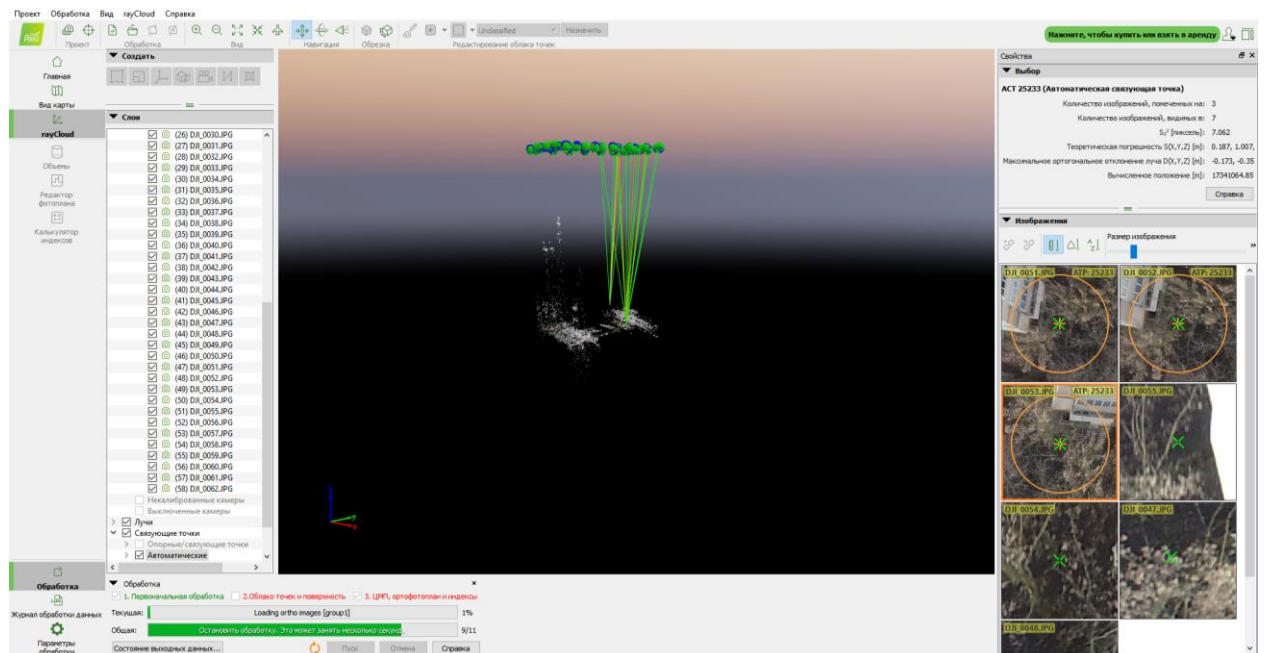 Проект Обработка Вид rayCloud Справка
Проект Обработка Вид Навигация Обрезка Редактирование облака точек
Unclassified Назначить
Нажмите, чтобы купить или взять в аренду
Главная
Вид карты
rayCloud
Объемы
Редактор
фотоплана
Калькулятор
индексов
Обработка
Журнал обработки данных
Параметры
обработки
Создать
Слои
(26) DJI_0030.JPG
(27) DJI_0031.JPG
(28) DJI_0032.JPG
(29) DJI_0033.JPG
(30) DJI_0034.JPG
(31) DJI_0035.JPG
(32) DJI_0036.JPG
(33) DJI_0037.JPG
(34) DJI_0038.JPG
(35) DJI_0039.JPG
(36) DJI_0040.JPG
(37) DJI_0041.JPG
(38) DJI_0042.JPG
(39) DJI_0043.JPG
(40) DJI_0044.JPG
(41) DJI_0045.JPG
(42) DJI_0046.JPG
(43) DJI_0047.JPG
(44) DJI_0048.JPG
(45) DJI_0049.JPG
(46) DJI_0050.JPG
(47) DJI_0051.JPG
(48) DJI_0052.JPG
(49) DJI_0053.JPG
(50) DJI_0054.JPG
(51) DJI_0055.JPG
(52) DJI_0056.JPG
(53) DJI_0057.JPG
(54) DJI_0058.JPG
(55) DJI_0059.JPG
(56) DJI_0060.JPG
(57) DJI_0061.JPG
(58) DJI_0062.JPG
Некалиброванные камеры
Выключенные камеры
Лучи
Связующие точки
Опорные/связующие точки
Автоматические
Обработка
1. Первоначальная обработка 2.Облако точек и поверхность 3. ЦМП, ортофотоплан и индексы
Текущая: Loading ortho images [group1] 1%
Общая: Остановить обработку. Это может занять несколько секунд. 9/11
Состояние выходных данных... Пуск Отмена Справка
Свойства
Выбор
ACT 25233 (Автоматическая связующая точка)
Количество изображений, помеченных на: 3
Количество изображений, видимых в: 7
S₀² [пиксель]: 7.062
Теоретическая погрешность S(X,Y,Z) [m]: 0.187, 1.007,
Максимальное ортогональное отклонение луча D(X,Y,Z) [m]: -0.173, -0.35
Вычисленное положение [m]: 17341064.85
Справка
Изображения
Размер изображения
DJI_0051.JPG ATP: 25233 DJI_0052.JPG ATP: 25233
DJI_0053.JPG ATP: 25233 DJI_0055.JPG
DJI_0054.JPG DJI_0047.JPG
DJI_0048.JPG